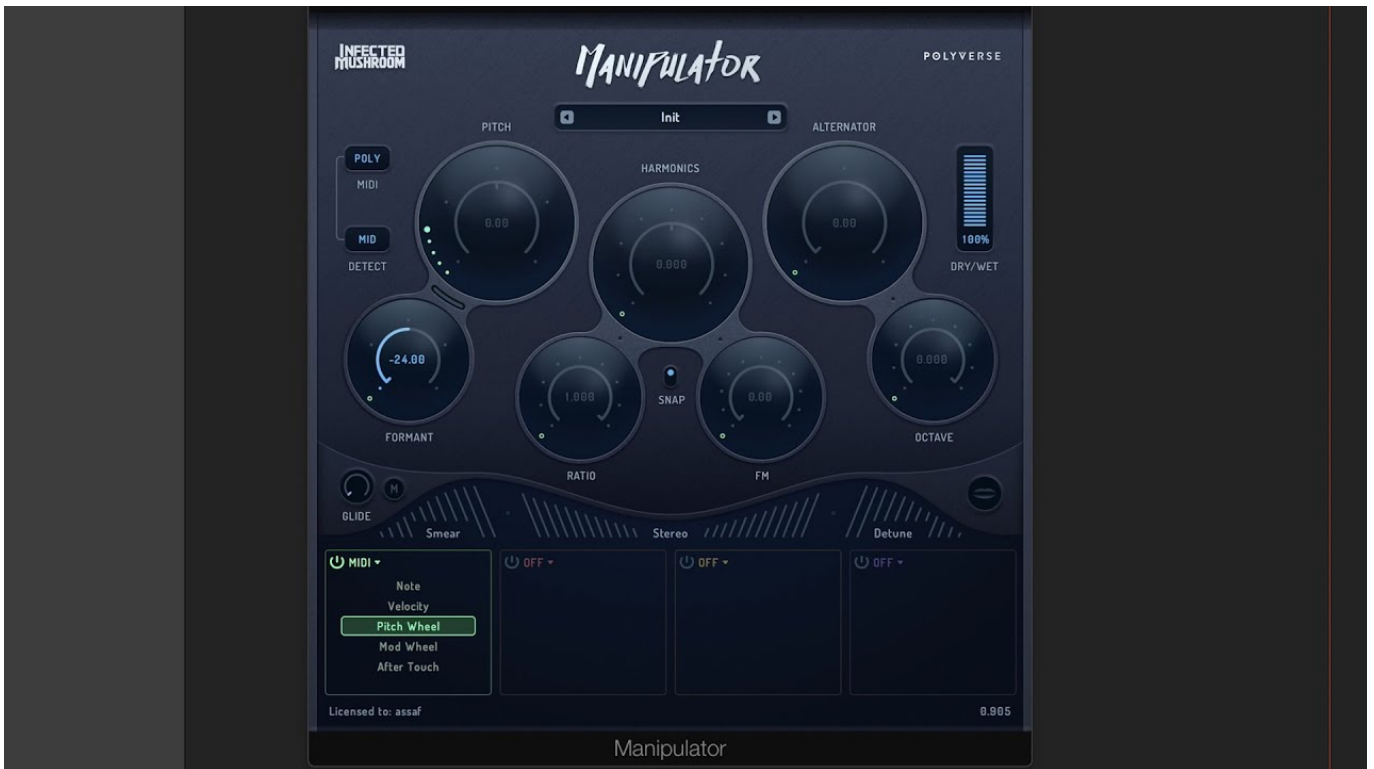 INFECTED
MUSHROOM
MANIPULATOR
POLYVERSE
Init
PITCH
ALTERNATOR
POLY
MIDI
HARMONICS
0.00
0.00
MID
DETECT
0.000
100%
DRY/WET
-24.00
0.000
1.000
SNAP
0.00
FORMANT
OCTAVE
RATIO
FM
M
GLIDE
Smear
Stereo
Detune
MIDI
OFF
OFF
OFF
Note
Velocity
Pitch Wheel
Mod Wheel
After Touch
Licensed to: assaf
0.905
Manipulator